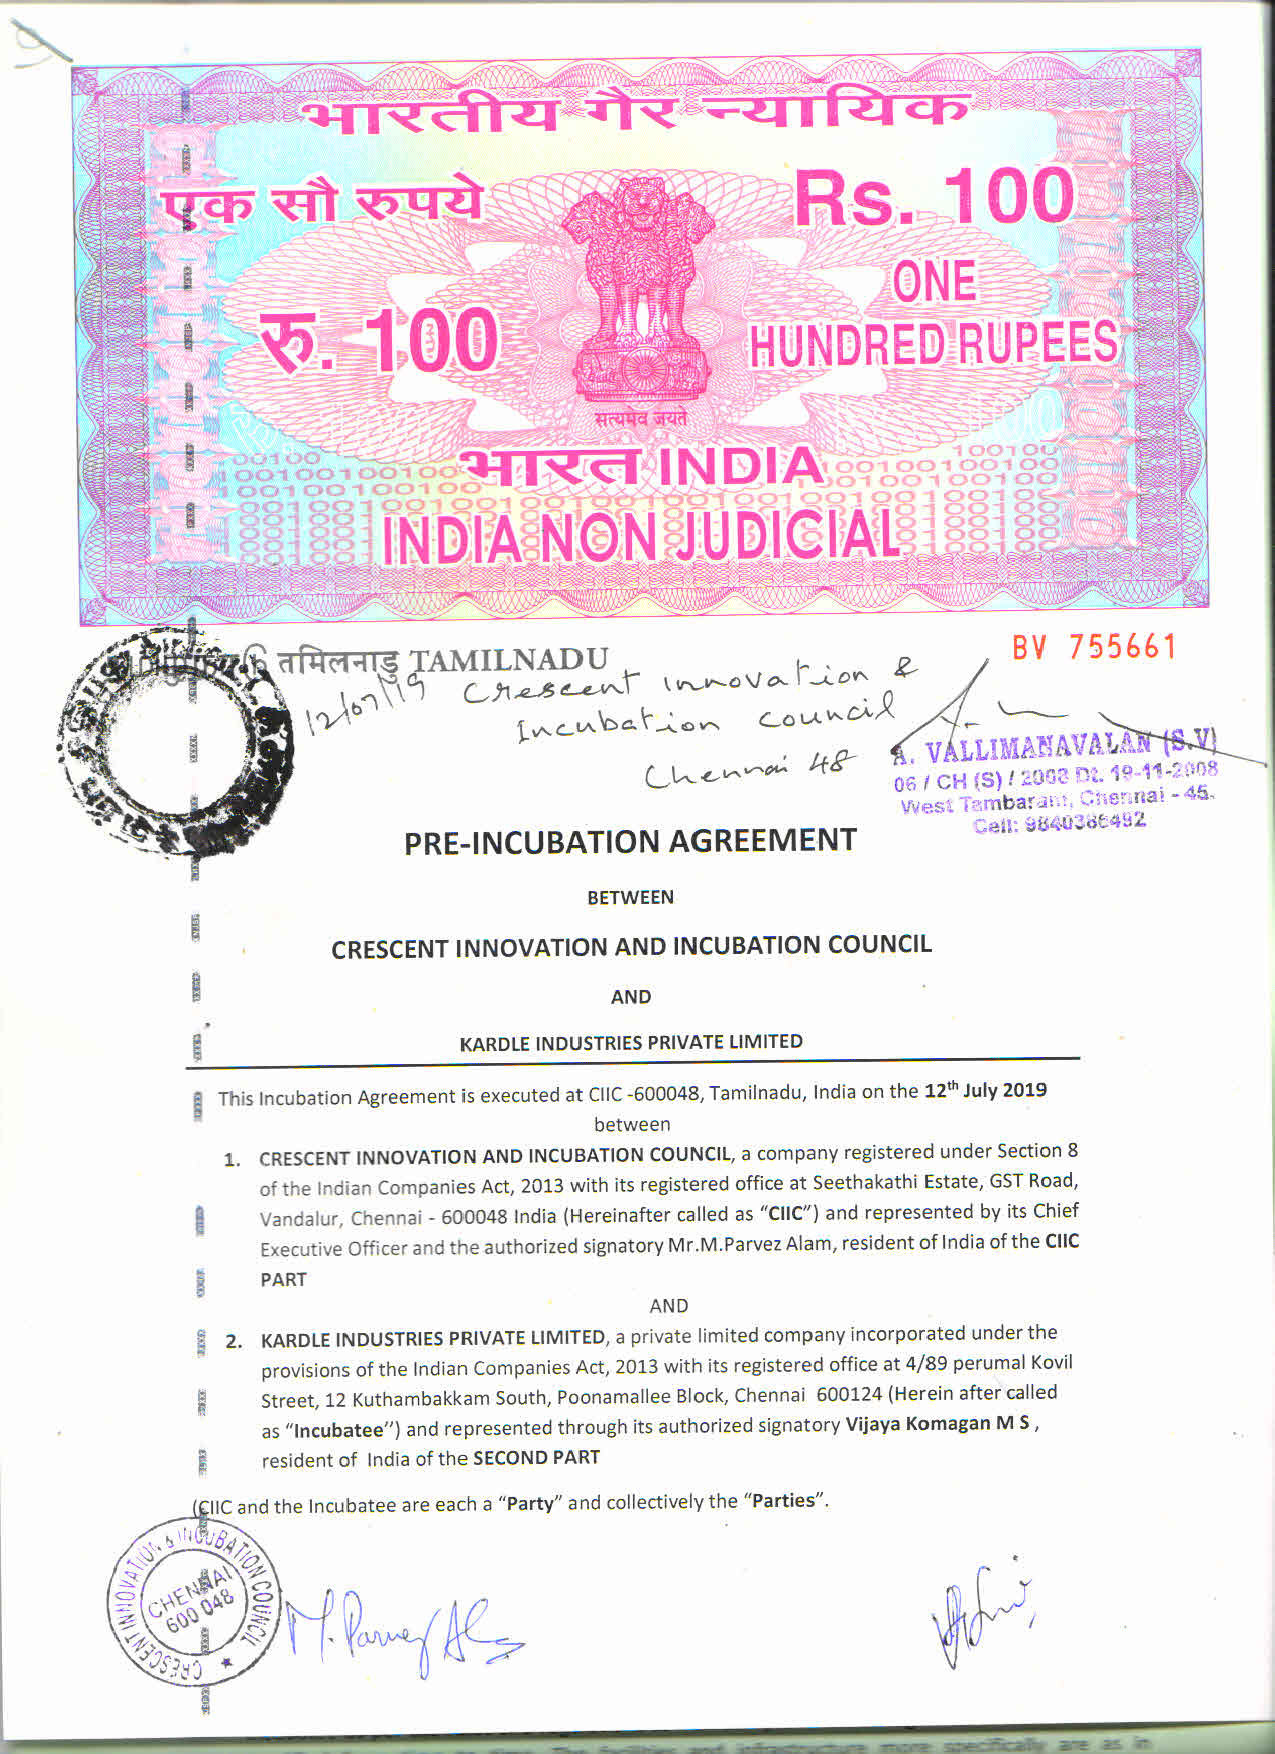 भारतीय गैर न्यायिक
एक सौ रुपये
Rs. 100
रु. 100
ONE
HUNDRED RUPEES
सत्यमेव जयते
भारत INDIA
INDIA NON JUDICIAL
तमिलनाडु TAMILNADU
BV 755661
12/07/19 Crescent innovation &
Incubation council
Chennai 48
A. VALLIMANAVALAN (S.V)
06 / CH (S) / 2008 Dt. 19-11-2008
West Tambaram, Chennai - 45.
Cell: 9840386492
PRE-INCUBATION AGREEMENT
BETWEEN
CRESCENT INNOVATION AND INCUBATION COUNCIL
AND
KARDLE INDUSTRIES PRIVATE LIMITED
This Incubation Agreement is executed at CIIC -600048, Tamilnadu, India on the 12th July 2019
between
1. CRESCENT INNOVATION AND INCUBATION COUNCIL, a company registered under Section 8
of the Indian Companies Act, 2013 with its registered office at Seethakathi Estate, GST Road,
Vandalur, Chennai - 600048 India (Hereinafter called as “CIIC”) and represented by its Chief
Executive Officer and the authorized signatory Mr.M.Parvez Alam, resident of India of the CIIC
PART
AND
2. KARDLE INDUSTRIES PRIVATE LIMITED, a private limited company incorporated under the
provisions of the Indian Companies Act, 2013 with its registered office at 4/89 perumal Kovil
Street, 12 Kuthambakkam South, Poonamallee Block, Chennai 600124 (Herein after called
as “Incubatee”) and represented through its authorized signatory Vijaya Komagan M S ,
resident of India of the SECOND PART
(CIIC and the Incubatee are each a “Party” and collectively the “Parties”.
CRESCENT INNOVATION & INCUBATION COUNCIL
CHENNAI
600 048
M. Parvez